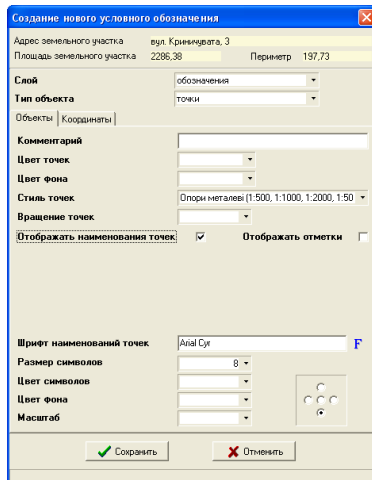 Создание нового условного обозначения
Адрес земельного участка вул. Криничувата, 3
Площадь земельного участка 2286,38 Периметр 197,73
Слой обозначения
Тип объекта точки
Объекты Координаты
Комментарий
Цвет точек
Цвет фона
Стиль точек Опори металеві (1:500, 1:1000, 1:2000, 1:50
Вращение точек
Отображать наименования точек Отображать отметки
Шрифт наименований точек Arial Cyr F
Размер символов 8
Цвет символов
Цвет фона
Масштаб
Сохранить Отменить